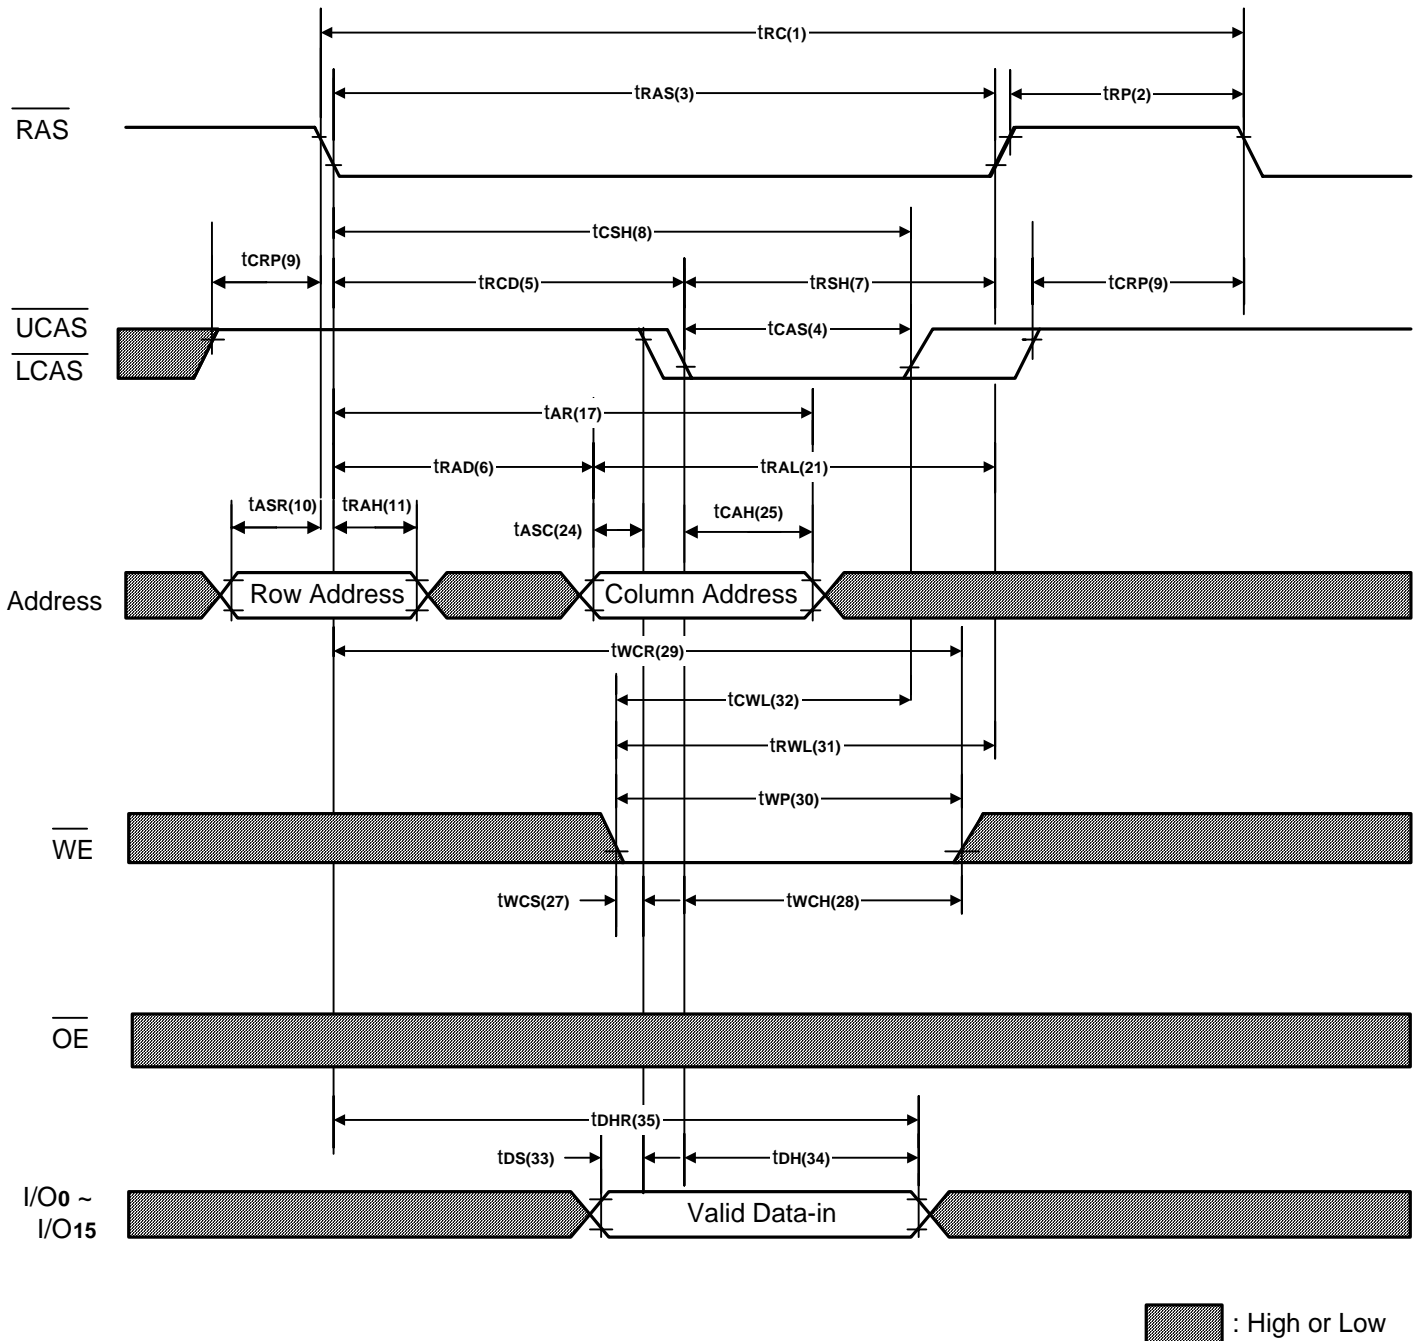 tRC(1)
tRAS(3)
tRP(2)
RAS
tCSH(8)
tCRP(9)
tRCD(5)
tRSH(7)
tCRP(9)
UCAS
tCAS(4)
LCAS
tAR(17)
tRAD(6)
tRAL(21)
tASR(10)
tRAH(11)
tASC(24)
tCAH(25)
Address
Row Address
Column Address
tWCR(29)
tCWL(32)
tRWL(31)
tWP(30)
WE
tWCS(27)
tWCH(28)
OE
tDHR(35)
tDS(33)
tDH(34)
I/O0 ~
I/O15
Valid Data-in
: High or Low